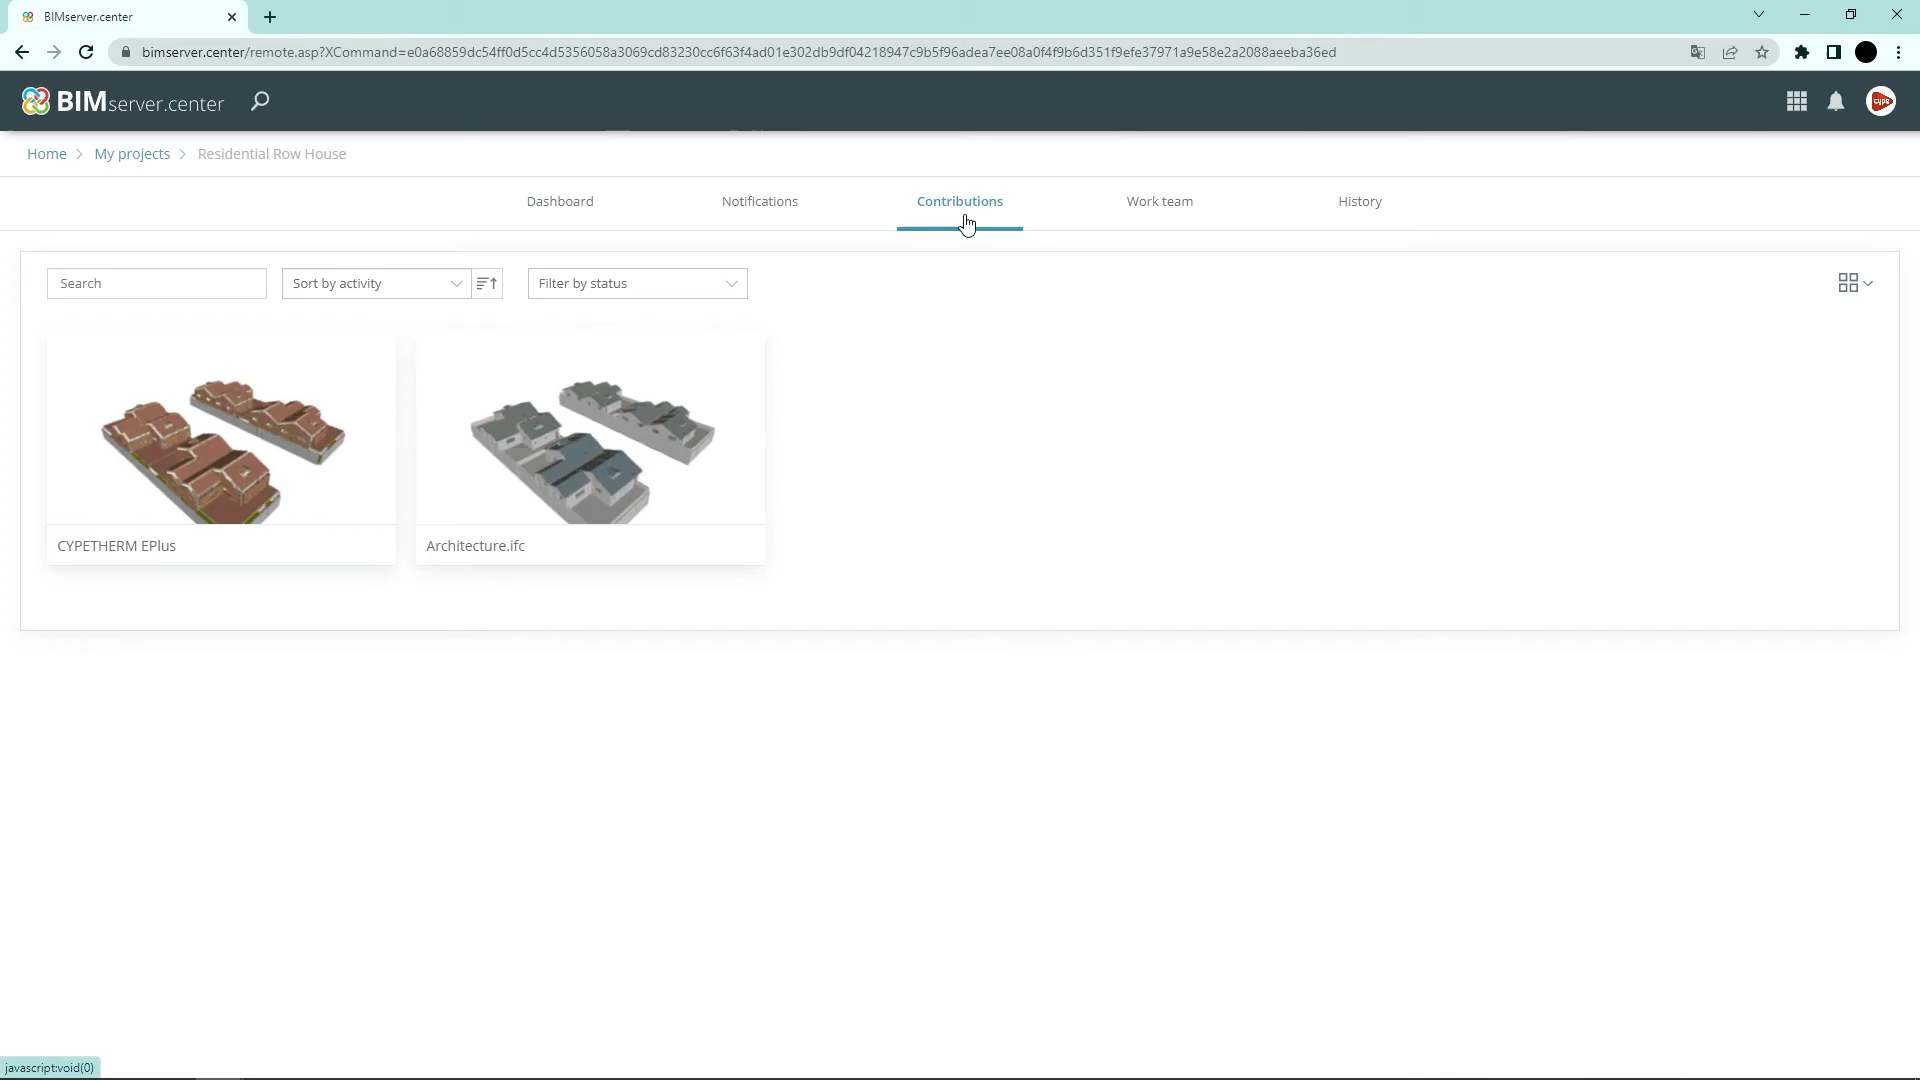 BIMserver.center
bimserver.center/remote.asp?XCommand=e0a68859dc54ff0d5cc4d5356058a3069cd83230cc6f63f4ad01e302db9df04218947c9b5f96adea7ee08a0f4f9b6d351f9efe37971a9e58e2a2088aeeba36ed
BIMserver.center
cype
Home > My projects > Residential Row House
Dashboard Notifications Contributions Work team History
Search Sort by activity Filter by status
CYPETHERM EPlus Architecture.ifc
javascript:void(0)